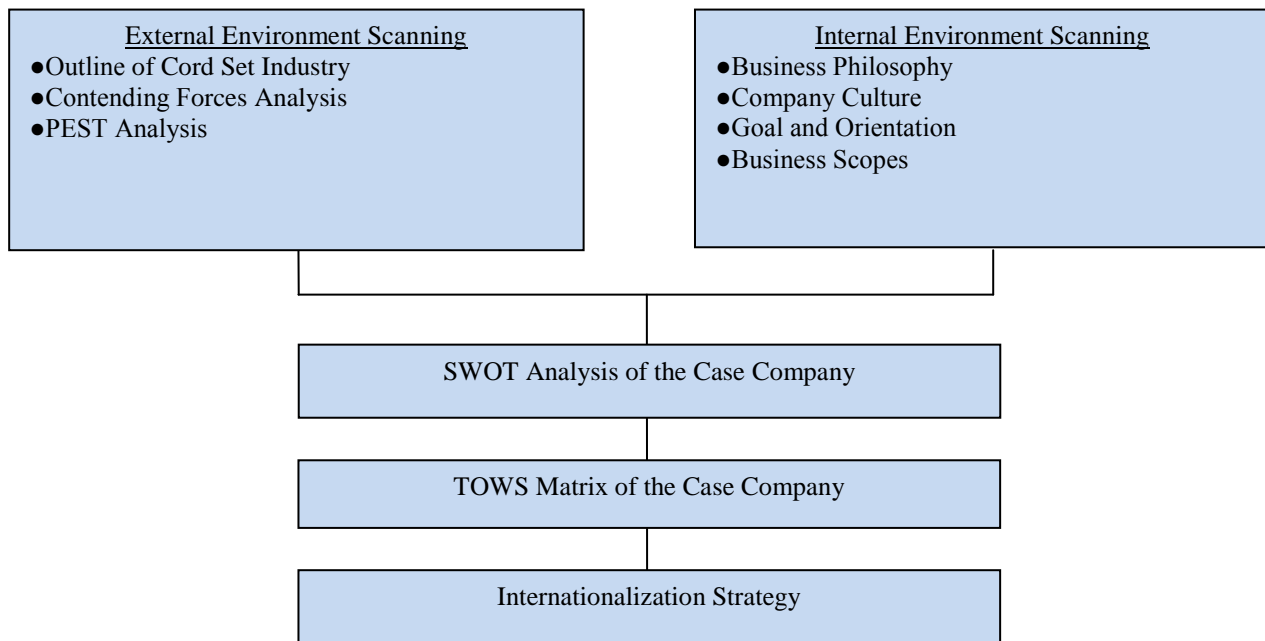 External Environment Scanning
●Outline of Cord Set Industry
●Contending Forces Analysis
●PEST Analysis
Internal Environment Scanning
●Business Philosophy
●Company Culture
●Goal and Orientation
●Business Scopes
SWOT Analysis of the Case Company
TOWS Matrix of the Case Company
Internationalization Strategy